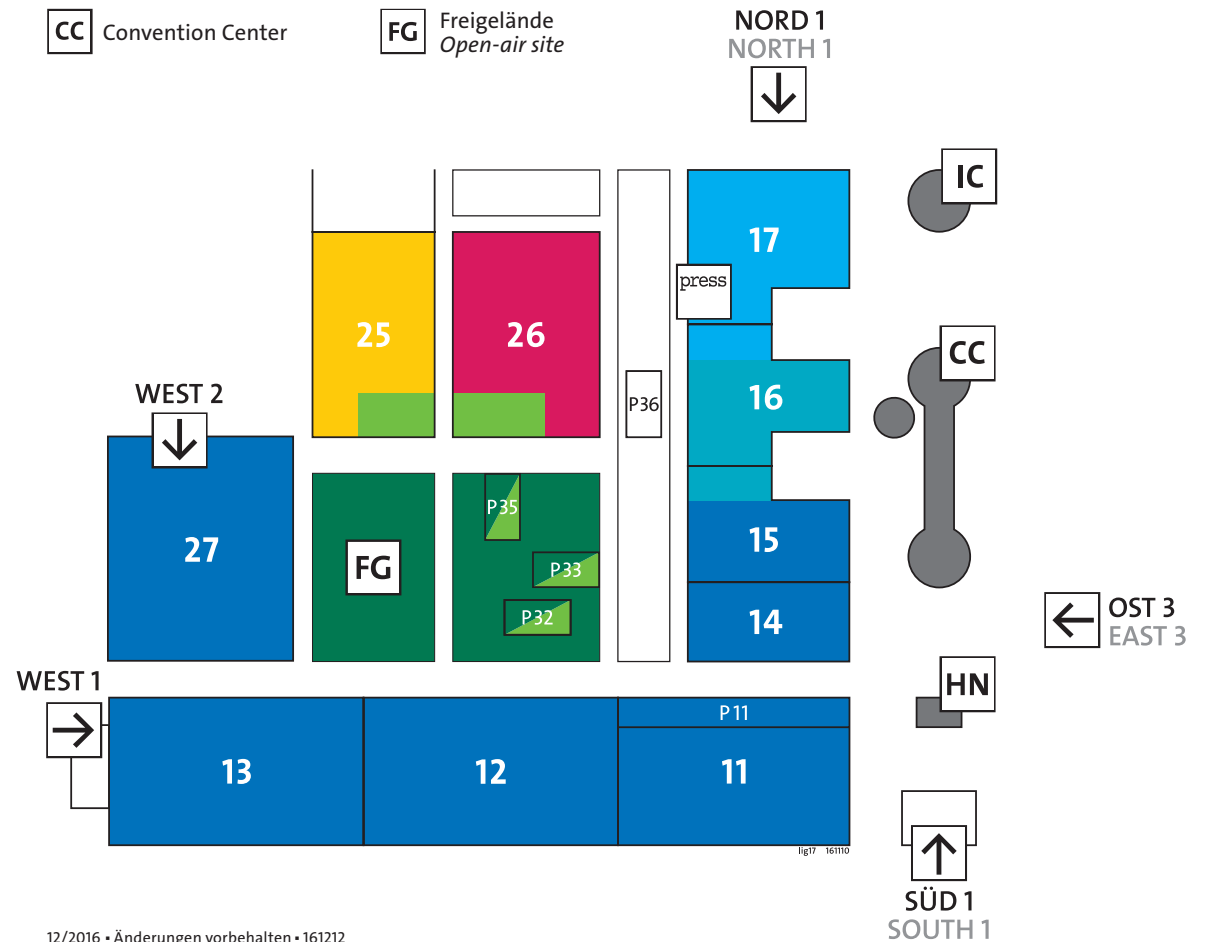 CC Convention Center
FG Freigelände
Open-air site
NORD 1
NORTH 1
IC
17
press
25
26
CC
16
P36
WEST 2
27
P35
15
FG
P33
P32
14
OST 3
EAST 3
WEST 1
HN
P 11
13
12
11
lig17 161110
SÜD 1
SOUTH 1
12/2016 ▪ Änderungen vorbehalten ▪ 161212